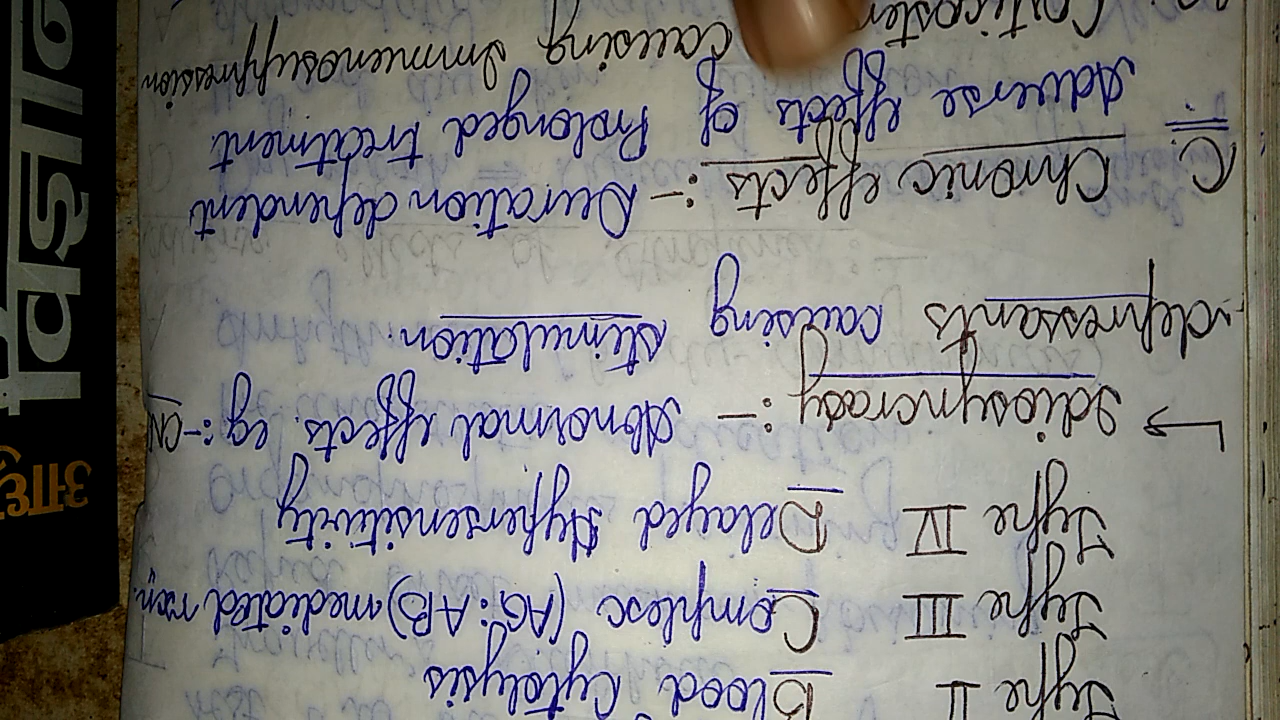 Type II Blood Cytolysis
Type III Complex (AG:AB) mediated rxn.
Type IV Delayed Hypersensitivity
→ Idiosyncrasy :- Abnormal effects. eg:- CN
depressants causing stimulation.
C. Chronic effects :- Duration dependent
Adverse effects of Prolonged treatment
causing Immunosuppression